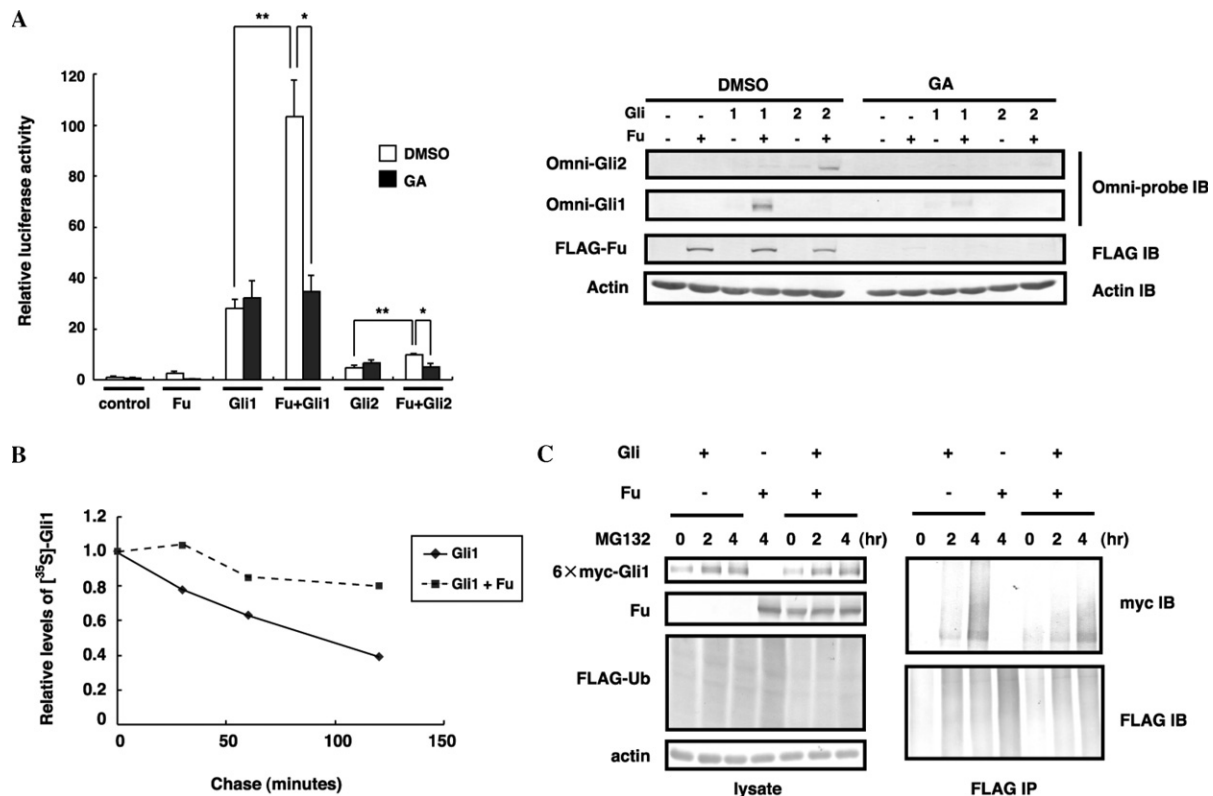 A
** *
120
100
80
60
40
20
0
Relative luciferase activity
DMSO
GA
** *
control Fu Gli1 Fu+Gli1 Gli2 Fu+Gli2
DMSO GA
Gli - - 1 1 2 2 - - 1 1 2 2
Fu - + - + - + - + - + - +
Omni-Gli2
Omni-Gli1
Omni-probe IB
FLAG-Fu FLAG IB
Actin Actin IB
B
1.2
1.0
0.8
0.6
0.4
0.2
0
Relative levels of [35S]-Gli1
Gli1
Gli1 + Fu
0 50 100 150
Chase (minutes)
C
Gli + - + + - +
Fu - + + - + +
MG132 0 2 4 4 0 2 4 (hr) 0 2 4 4 0 2 4 (hr)
6×myc-Gli1
Fu
myc IB
FLAG-Ub
FLAG IB
actin
lysate FLAG IP